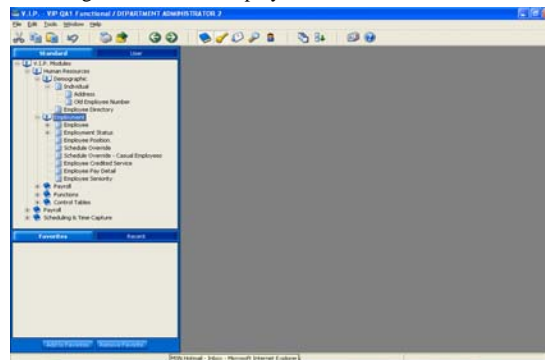 V.I.P. - VIP QA1 Functional / DEPARTMENT ADMINISTRATOR 2
File Edit Tools Window Help
Standard User
V.I.P. Modules
Human Resources
Demographic
Individual
Address
Old Employee Number
Employee Directory
Employment
Employee
Employment Status
Employee Position
Schedule Override
Schedule Override - Casual Employees
Employee Credited Service
Employee Pay Detail
Employee Seniority
Payroll
Functions
Control Tables
Payroll
Scheduling & Time Capture
Favorites Recent
Add to Favorites Remove Favorite
MSN Hotmail - Inbox - Microsoft Internet Explorer